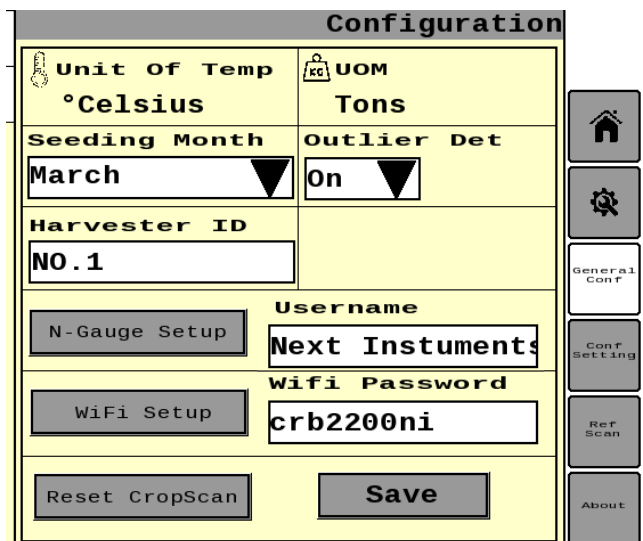 Configuration
Unit Of Temp
°Celsius
KG UOM
Tons
Seeding Month
March
Outlier Det
On
Harvester ID
NO.1
N-Gauge Setup
Username
Next Instuments
WiFi Setup
Wifi Password
crb2200ni
Reset CropScan
Save
General
Conf
Conf
Setting
Ref
Scan
About